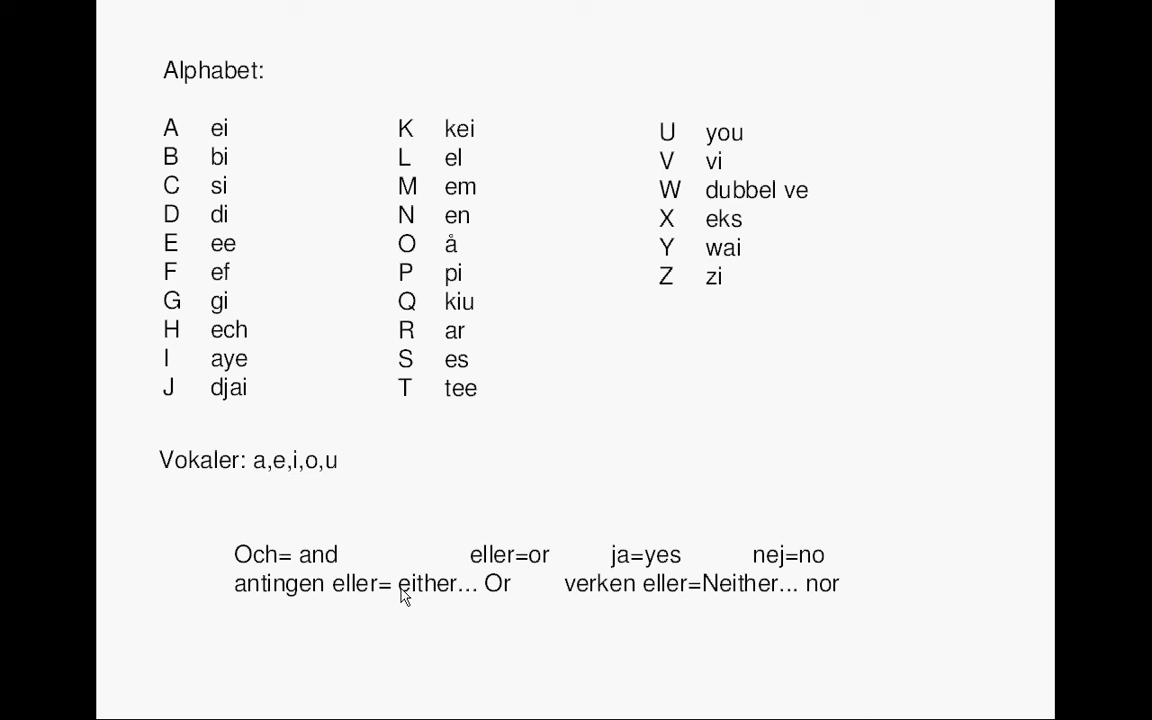 Alphabet:
A ei
B bi
C si
D di
E ee
F ef
G gi
H ech
I aye
J djai
K kei
L el
M em
N en
O å
P pi
Q kiu
R ar
S es
T tee
U you
V vi
W dubbel ve
X eks
Y wai
Z zi
Vokaler: a,e,i,o,u
Och= and eller=or ja=yes nej=no
antingen eller= either... Or verken eller=Neither... nor